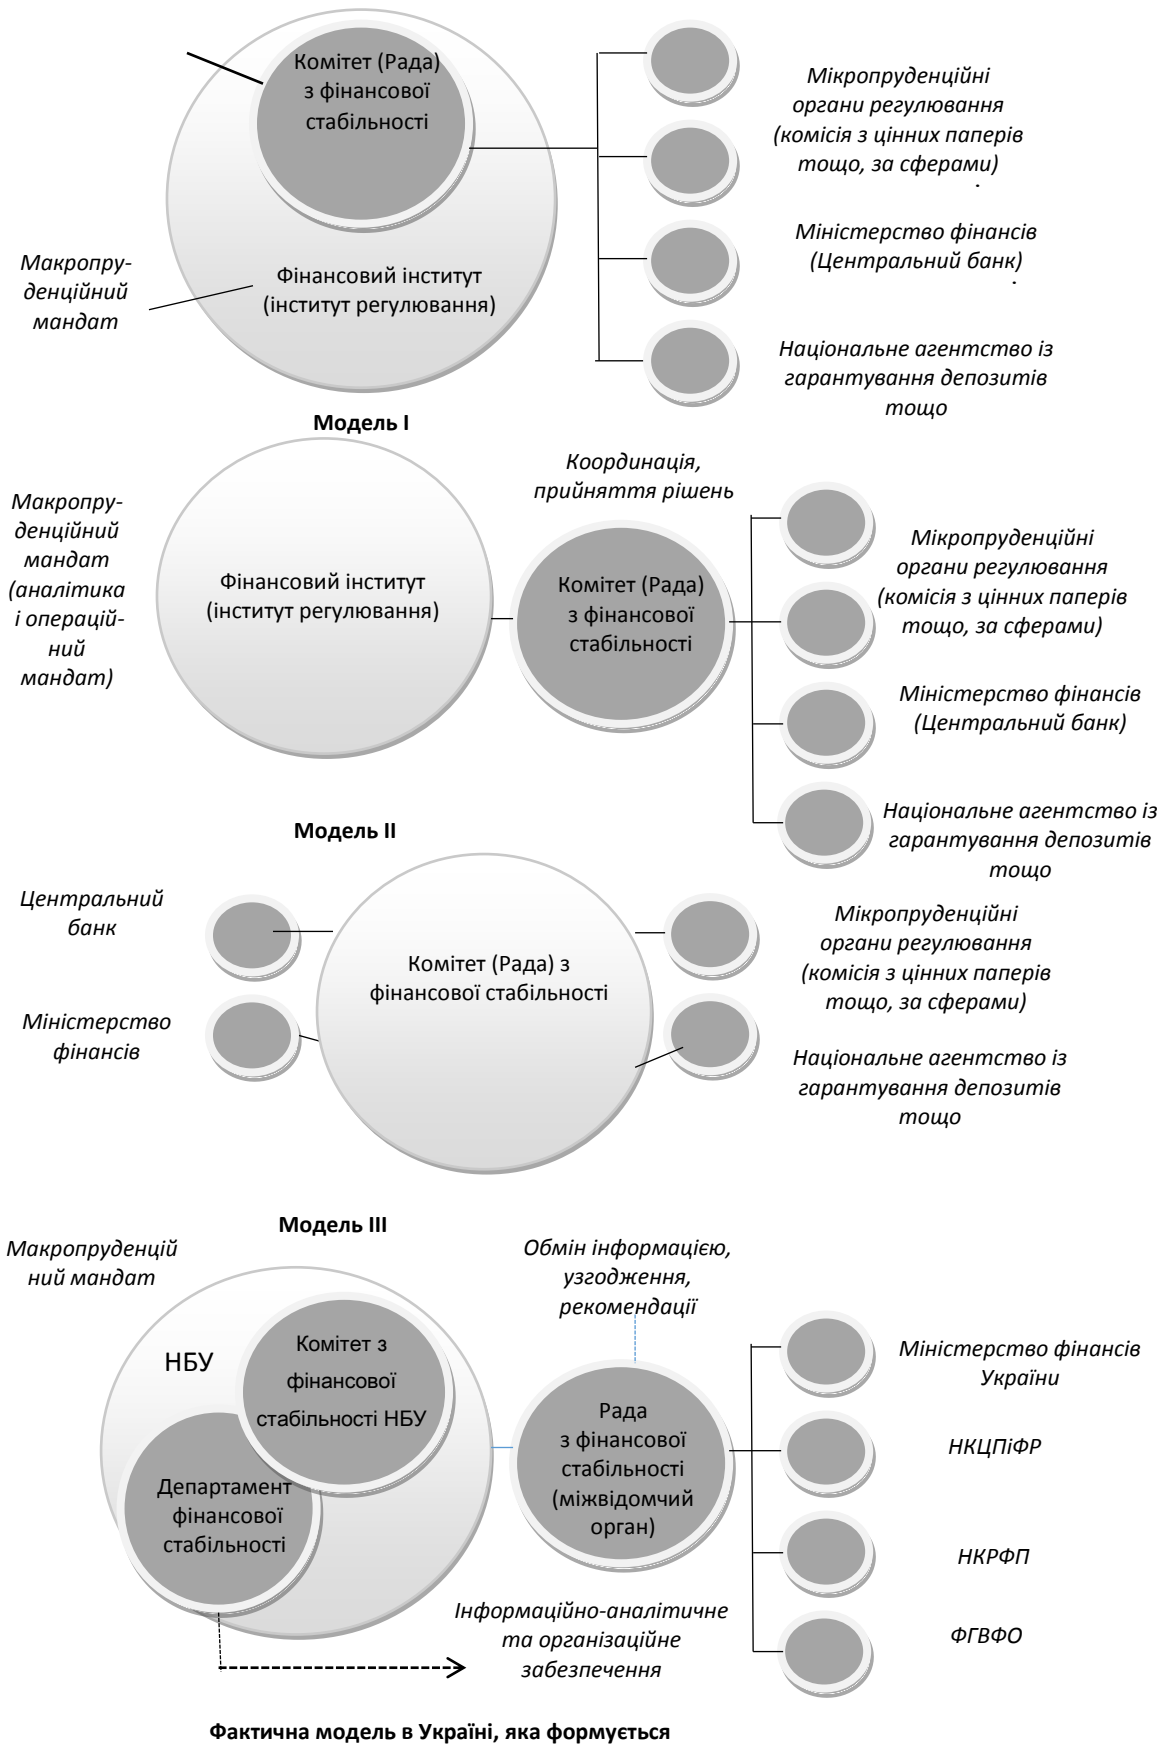 Комітет (Рада)
з фінансової
стабільності
Мікропруденційні
органи регулювання
(комісія з цінних паперів
тощо, за сферами)
Міністерство фінансів
(Центральний банк)
Макропру-
денційний
мандат
Фінансовий інститут
(інститут регулювання)
Національне агентство із
гарантування депозитів
тощо
Модель І
Координація,
прийняття рішень
Макропру-
денційний
мандат
(аналітика
і операцій-
ний
мандат)
Фінансовий інститут
(інститут регулювання)
Комітет (Рада)
з фінансової
стабільності
Мікропруденційні
органи регулювання
(комісія з цінних паперів
тощо, за сферами)
Міністерство фінансів
(Центральний банк)
Національне агентство із
гарантування депозитів
тощо
Модель ІІ
Центральний
банк
Міністерство
фінансів
Комітет (Рада) з
фінансової стабільності
Мікропруденційні
органи регулювання
(комісія з цінних паперів
тощо, за сферами)
Національне агентство із
гарантування депозитів
тощо
Модель ІІІ
Макропруденцій
ний мандат
Обмін інформацією,
узгодження,
рекомендації
НБУ
Комітет з
фінансової
стабільності НБУ
Департамент
фінансової
стабільності
Рада
з фінансової
стабільності
(міжвідомчий
орган)
Міністерство фінансів
України
НКЦПіФР
НКРФП
ФГВФО
Інформаційно-аналітичне
та організаційне
забезпечення
Фактична модель в Україні, яка формується